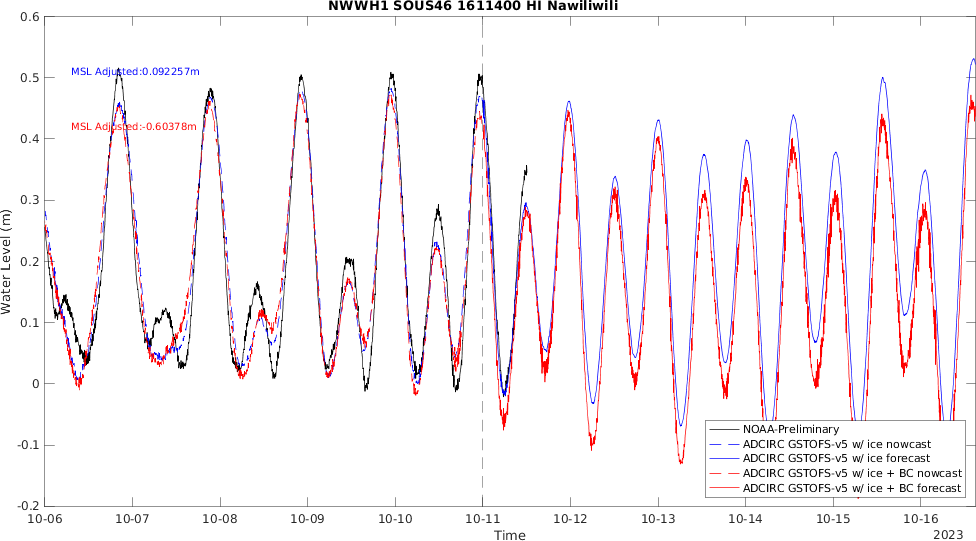 NWWH1 SOUS46 1611400 HI Nawiliwili
0.6
0.5
0.4
0.3
0.2
0.1
0
-0.1
-0.2
Water Level (m)
MSL Adjusted:0.092257m
MSL Adjusted:-0.60378m
NOAA-Preliminary
ADCIRC GSTOFS-v5 w/ ice nowcast
ADCIRC GSTOFS-v5 w/ ice forecast
ADCIRC GSTOFS-v5 w/ ice + BC nowcast
ADCIRC GSTOFS-v5 w/ ice + BC forecast
10-06 10-07 10-08 10-09 10-10 10-11 10-12 10-13 10-14 10-15 10-16
Time
2023